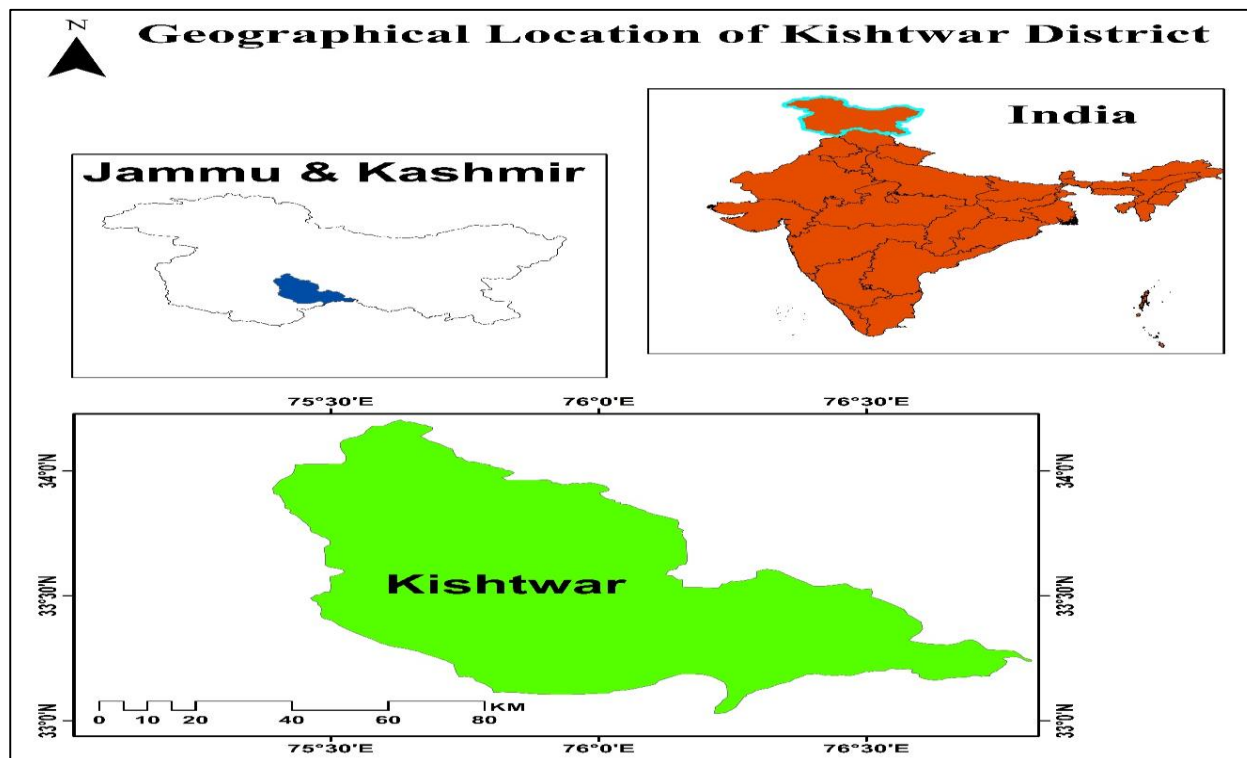 N
Geographical Location of Kishtwar District
India
Jammu & Kashmir
75°30'E 76°0'E 76°30'E
34°0'N 34°0'N
Kishtwar
33°30'N 33°30'N
KM
0 10 20 40 60 80
33°0'N 33°0'N
75°30'E 76°0'E 76°30'E